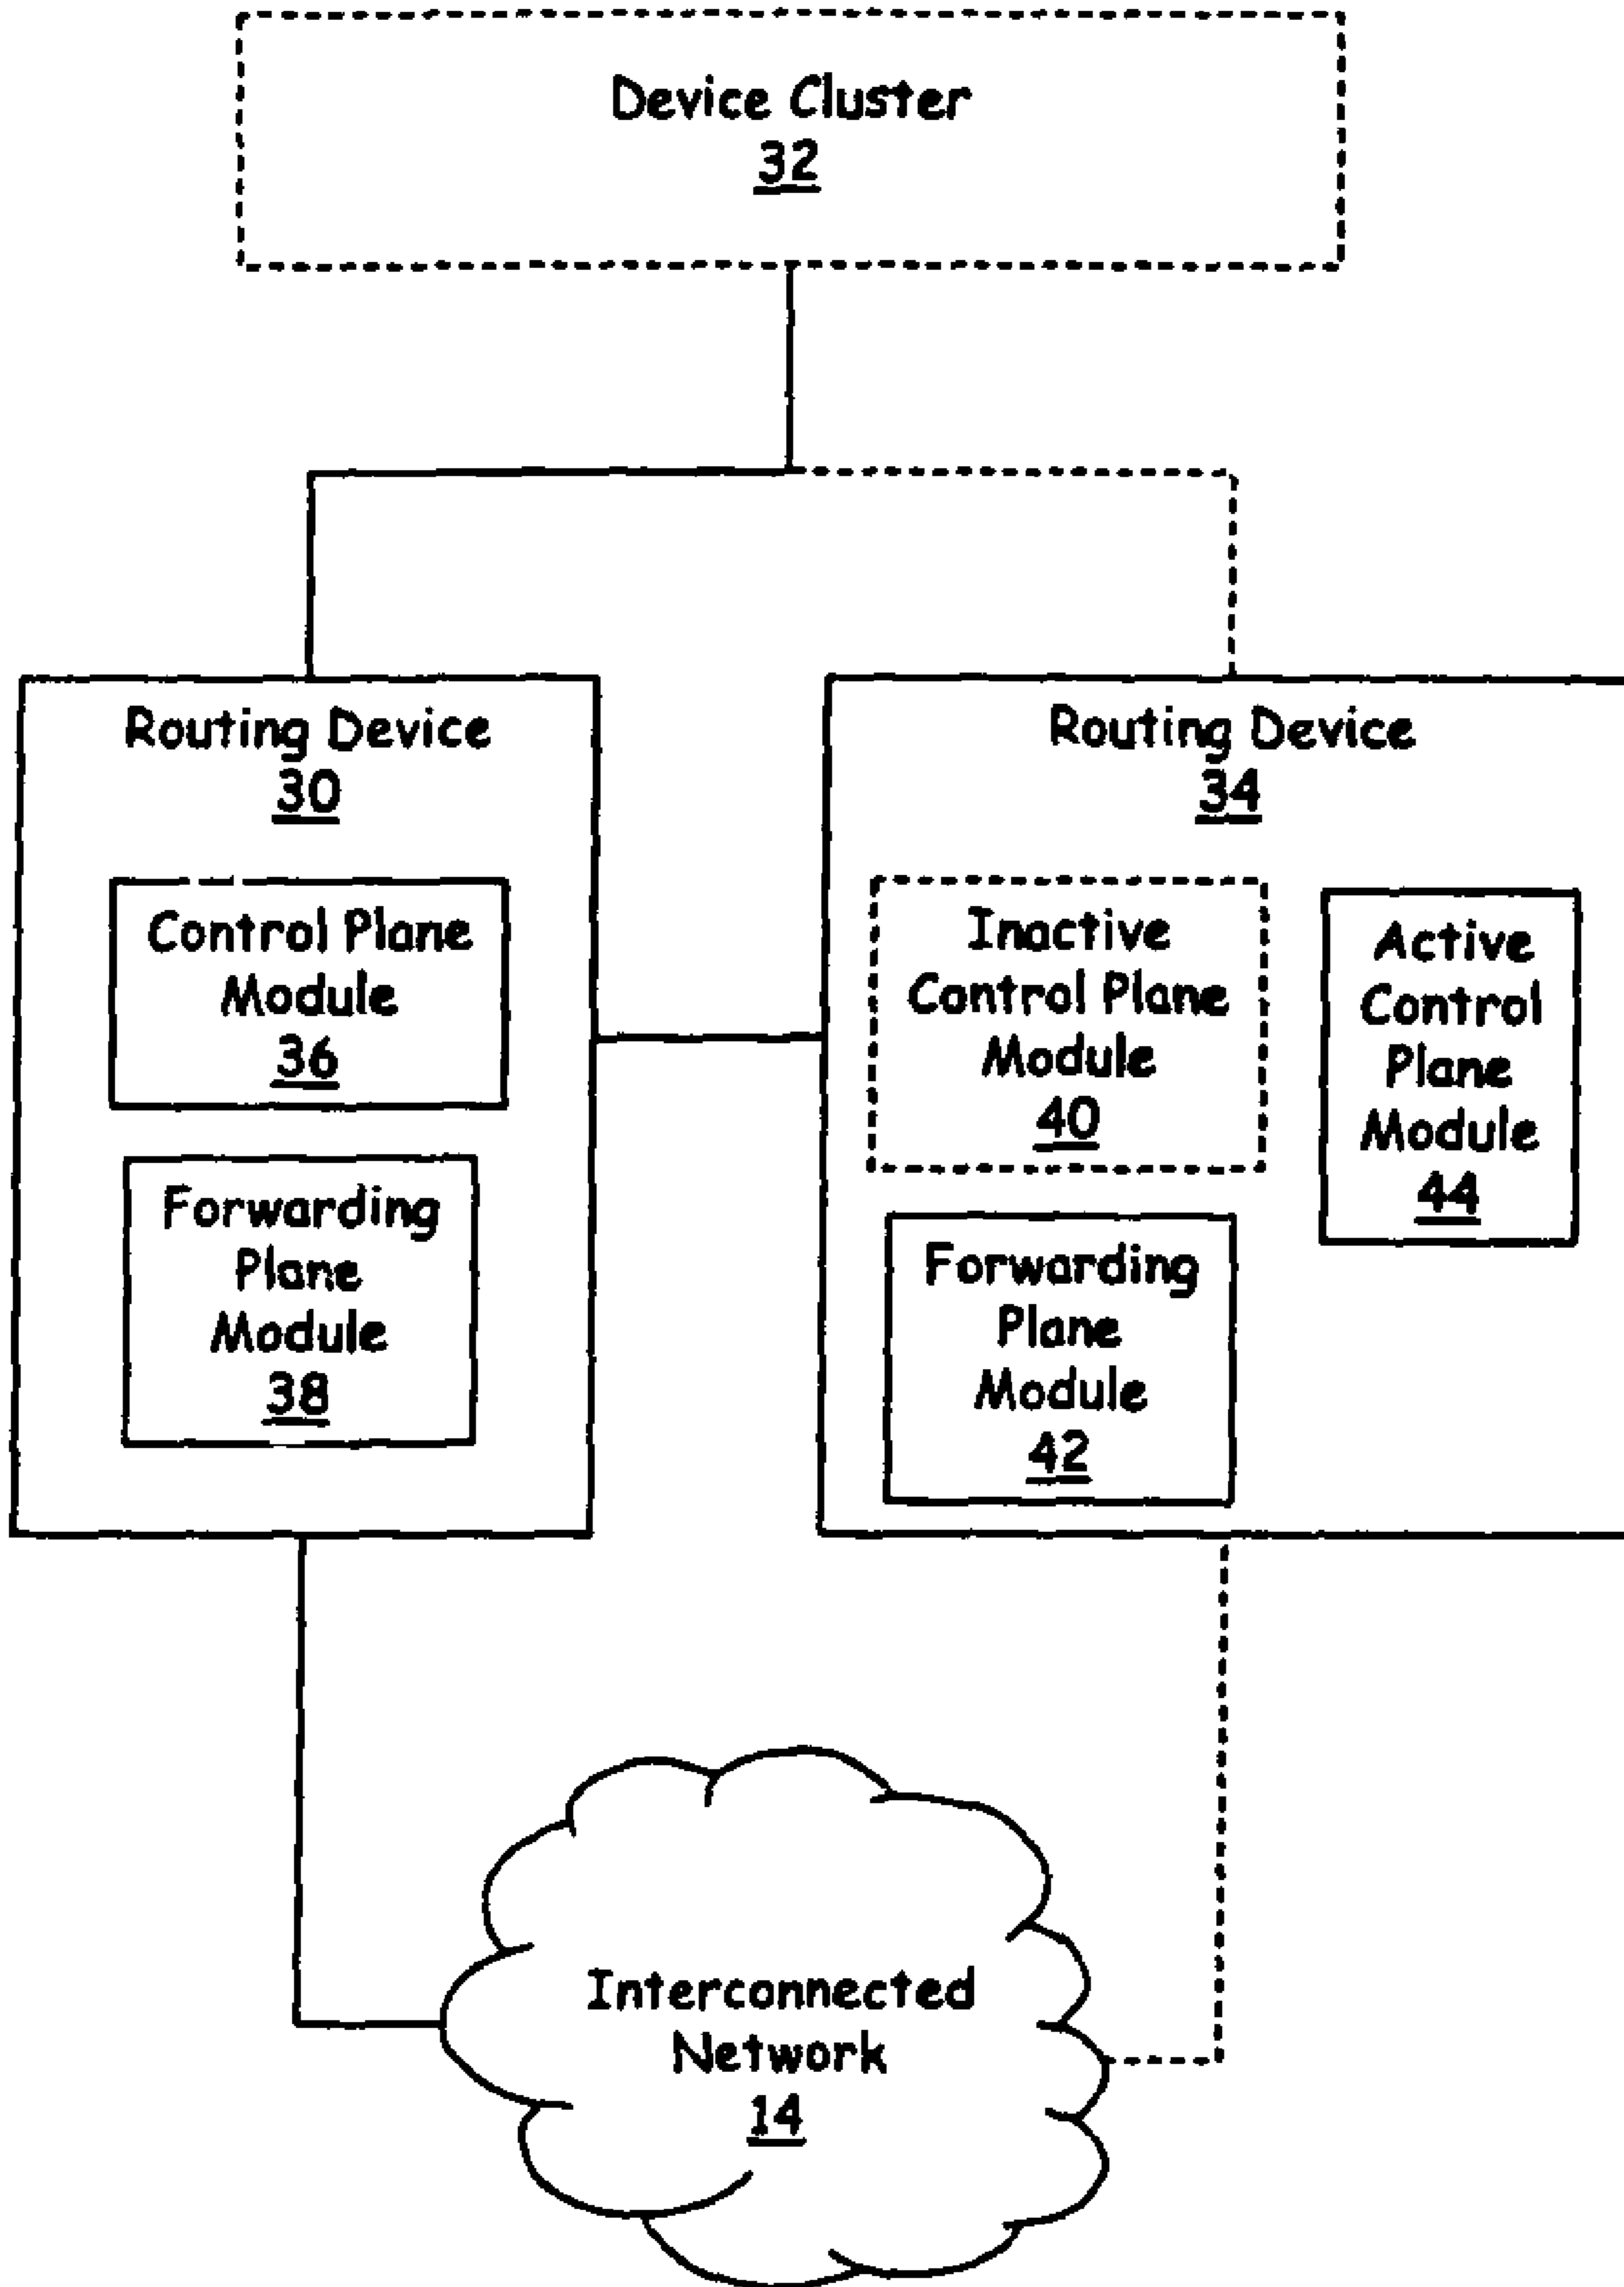 Device Cluster
32
Routing Device
30
Control Plane
Module
36
Forwarding
Plane
Module
38
Routing Device
34
Inactive
Control Plane
Module
40
Active
Control
Plane
Module
44
Forwarding
Plane
Module
42
Interconnected
Network
14